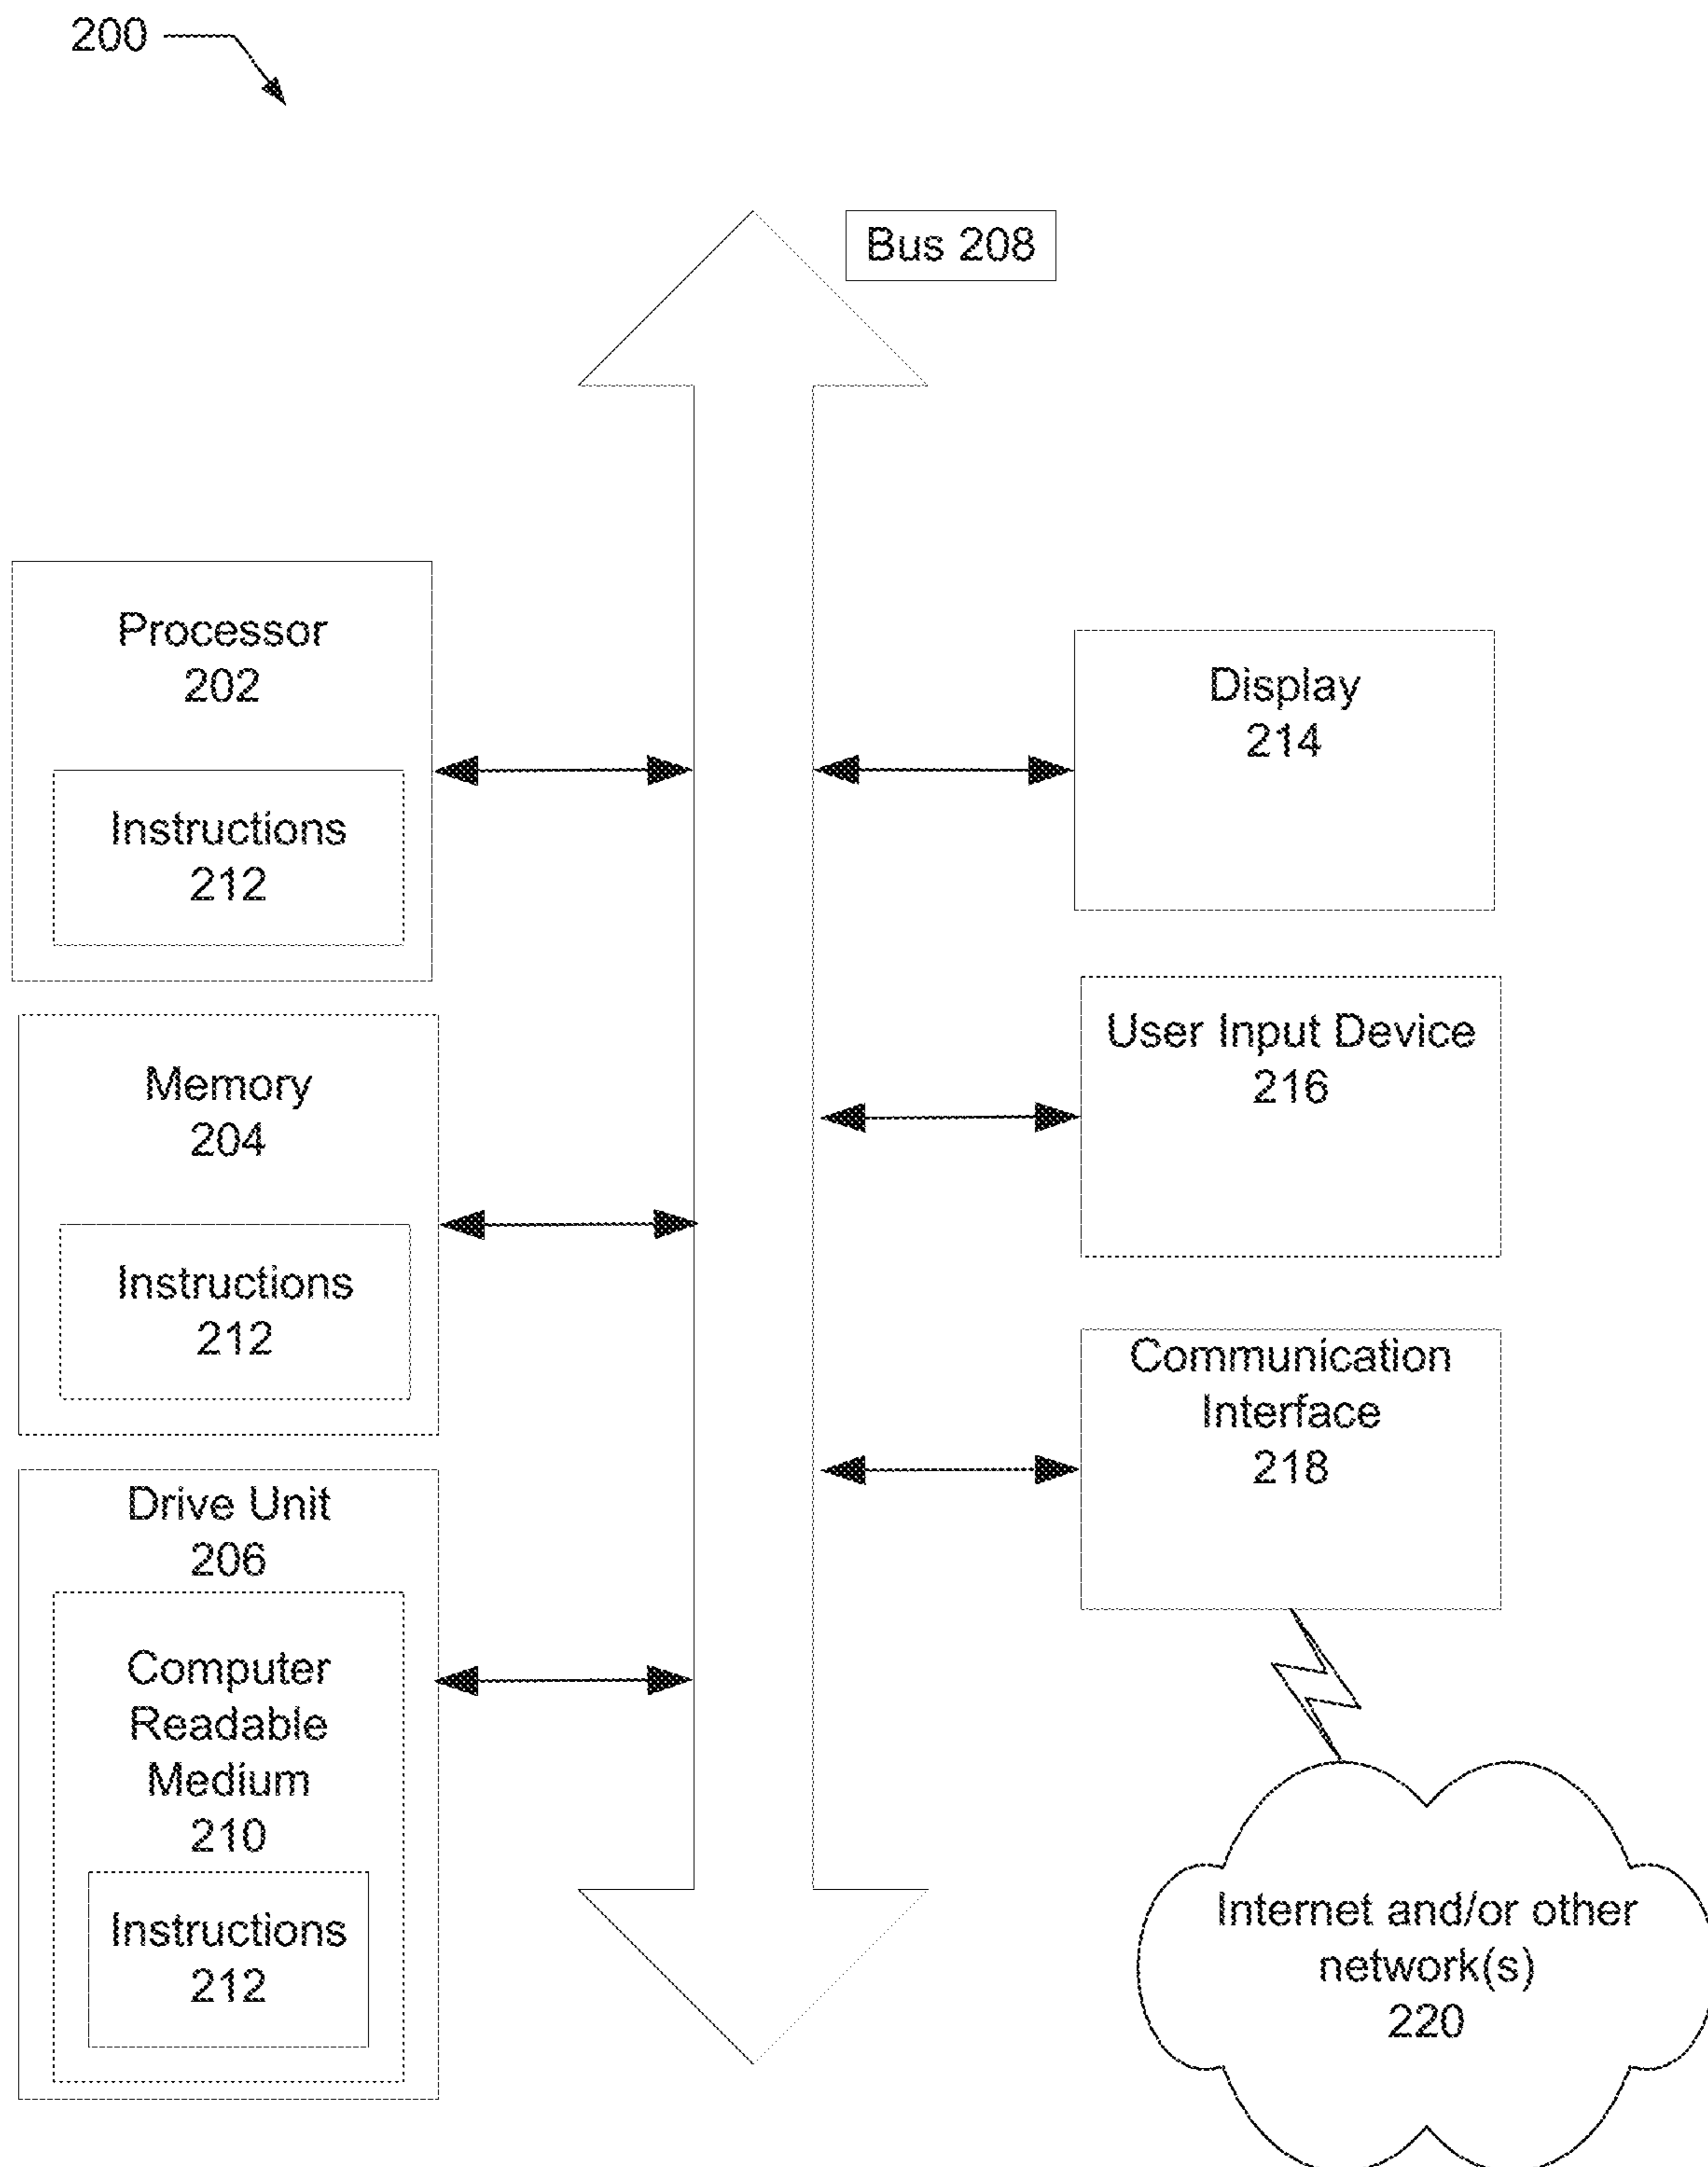 200
Bus 208
Processor
202
Instructions
212
Memory
204
Instructions
212
Drive Unit
206
Computer
Readable
Medium
210
Instructions
212
Display
214
User Input Device
216
Communication
Interface
218
Internet and/or other
network(s)
220